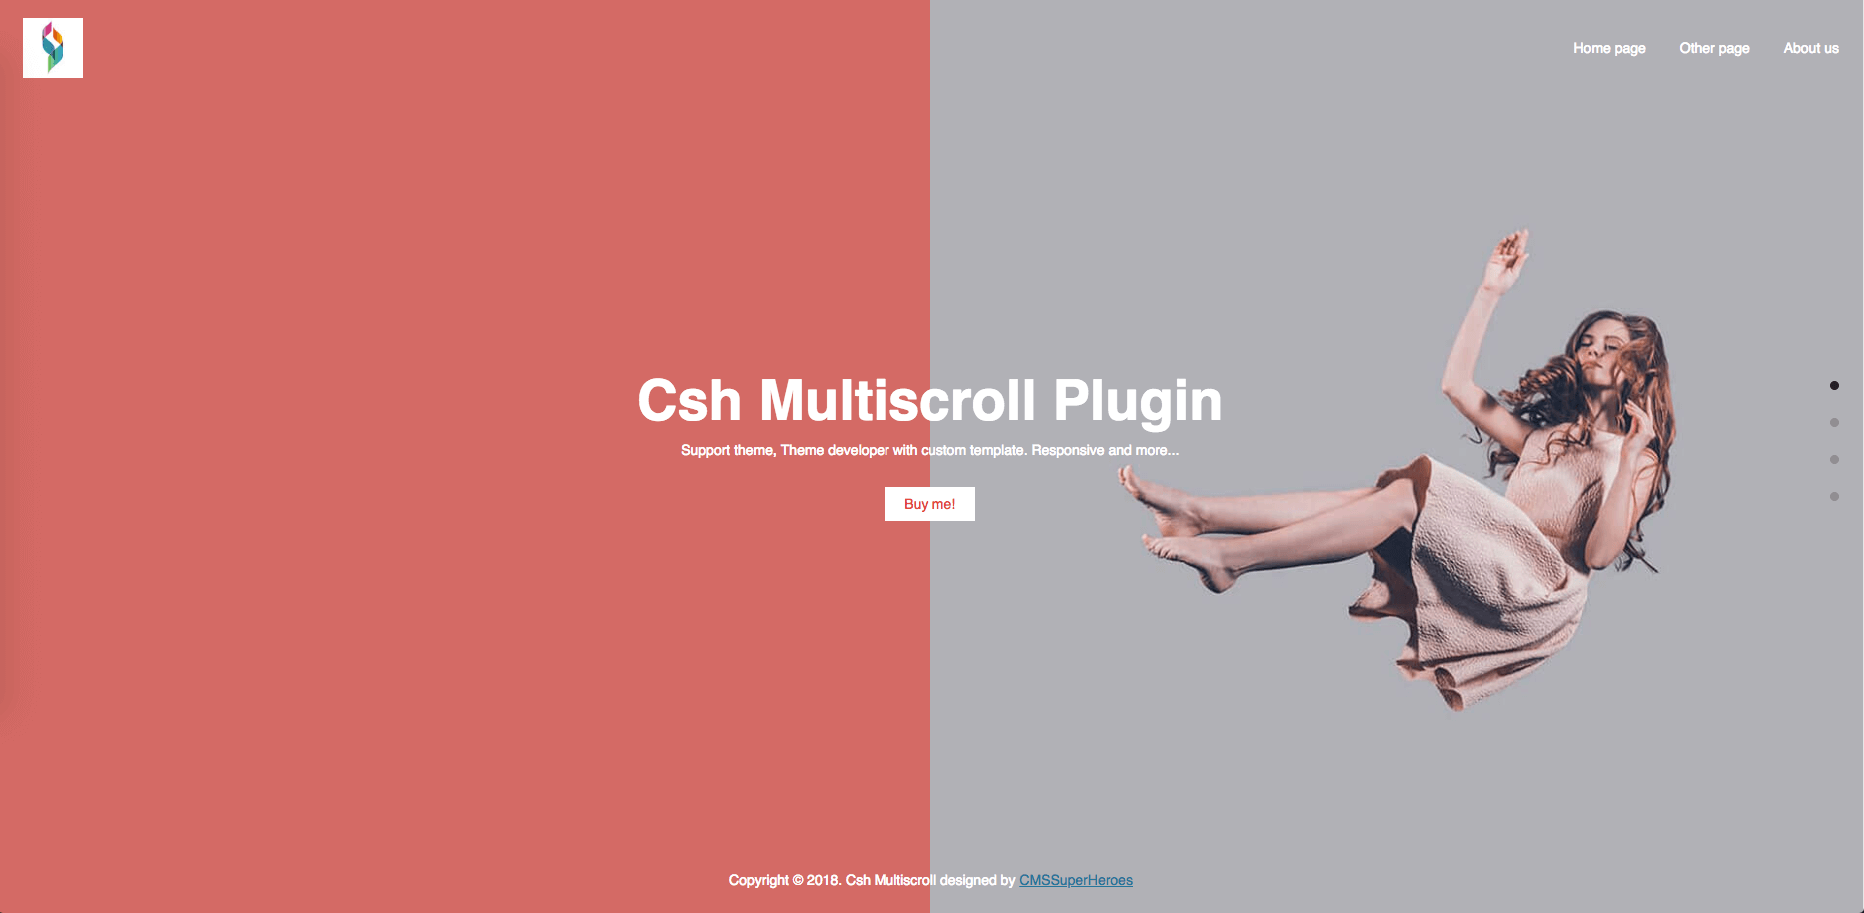 Home page
Other page
About us
Csh Multiscroll Plugin
Support theme, Theme developer with custom template. Responsive and more...
Buy me!
Copyright © 2018. Csh Multiscroll designed by CMSSuperHeroes